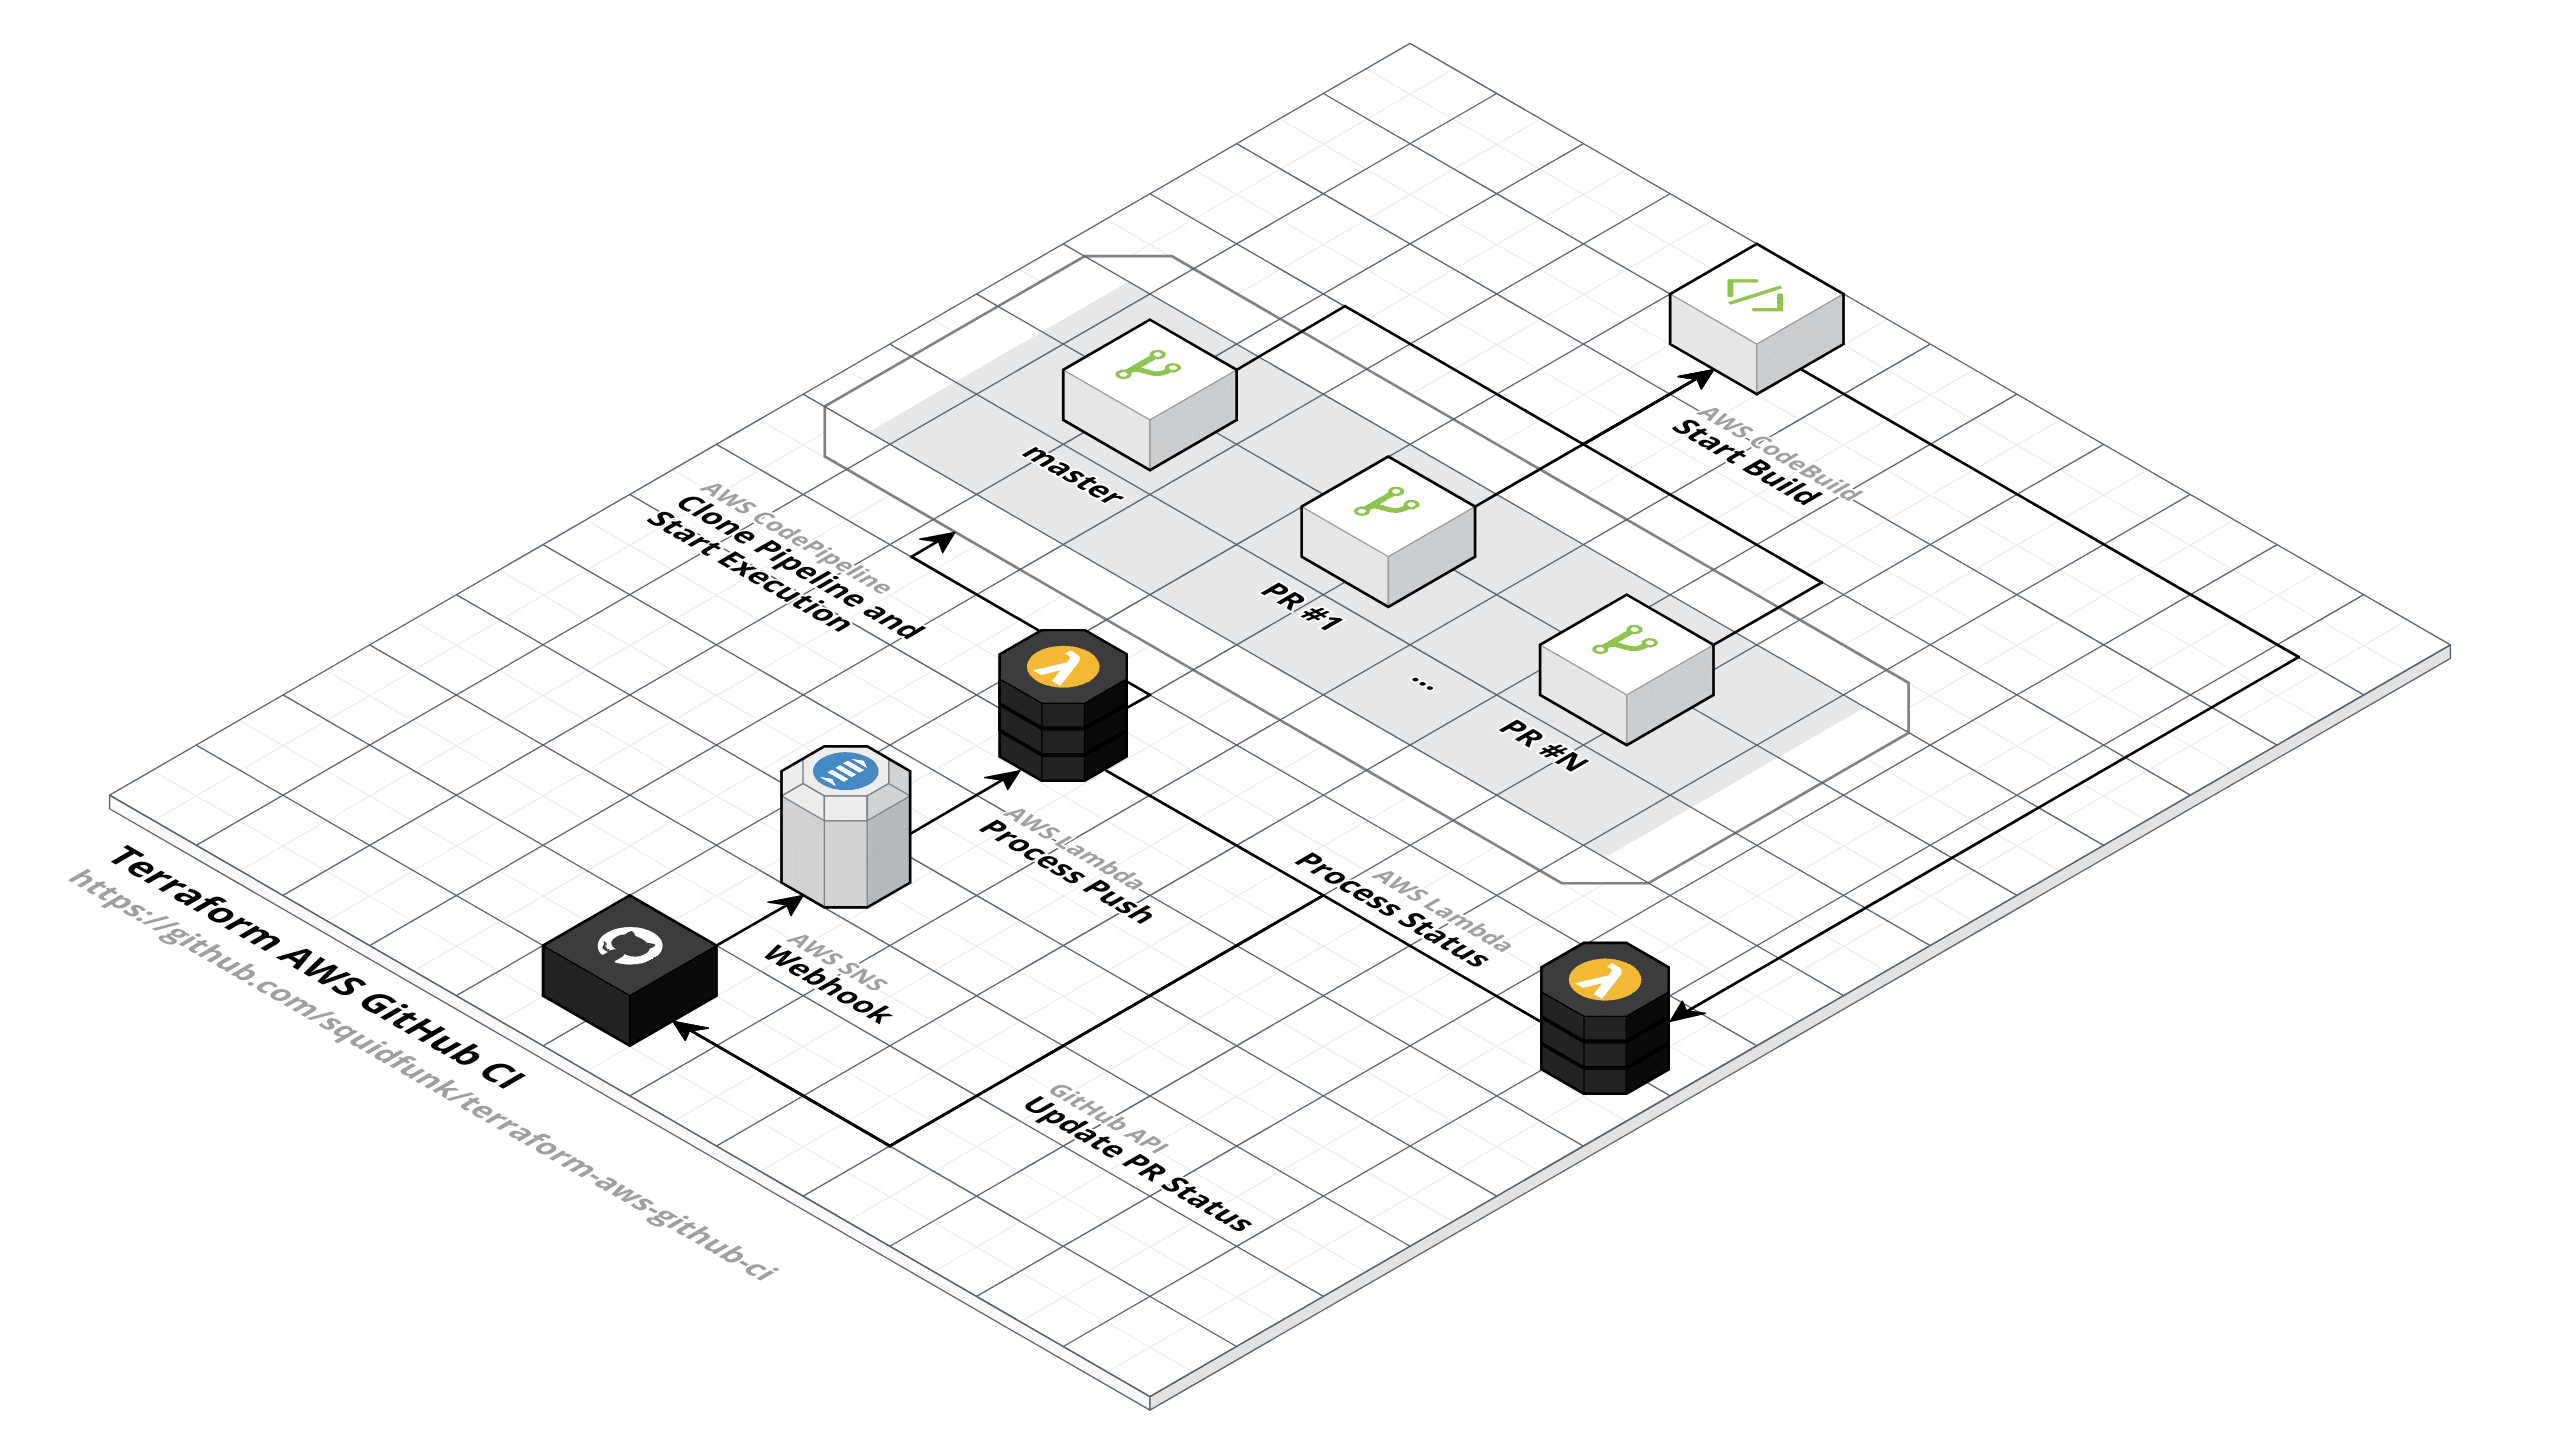 AWS CodeBuild
Start Build
master
AWS CodePipeline
Clone Pipeline and
Start Execution
PR #1
...
PR #N
AWS Lambda
Process Push
AWS Lambda
Process Status
AWS SNS
Webhook
GitHub API
Update PR Status
Terraform AWS GitHub CI
https://github.com/squidfunk/terraform-aws-github-ci